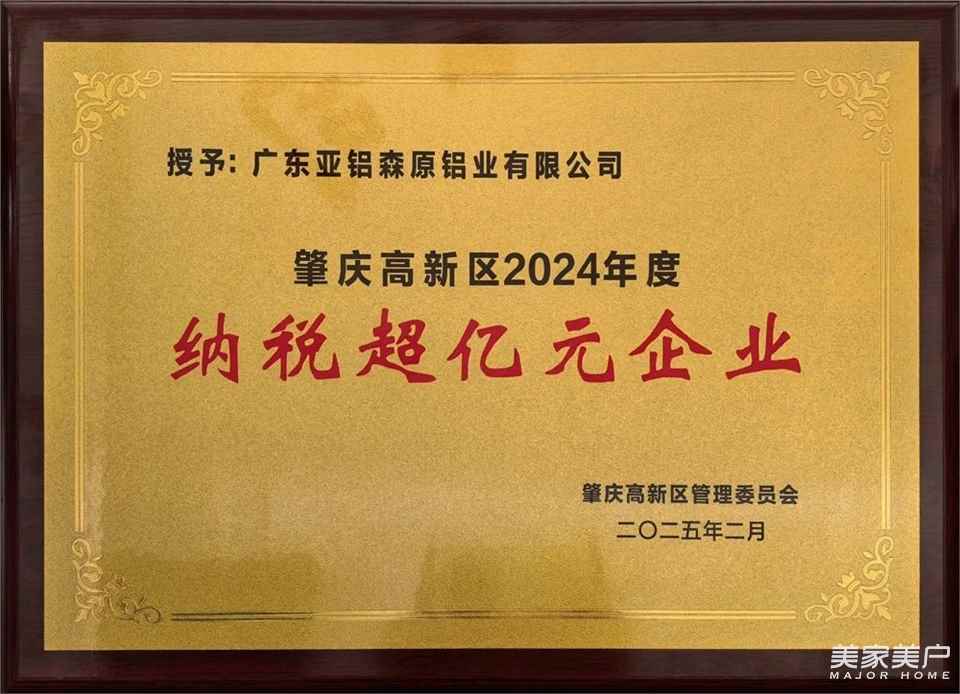 授予: 广东亚铝森原铝业有限公司
肇庆高新区2024年度
纳税超亿元企业
肇庆高新区管理委员会
二〇二五年二月
美家美户
MAJOR HOME